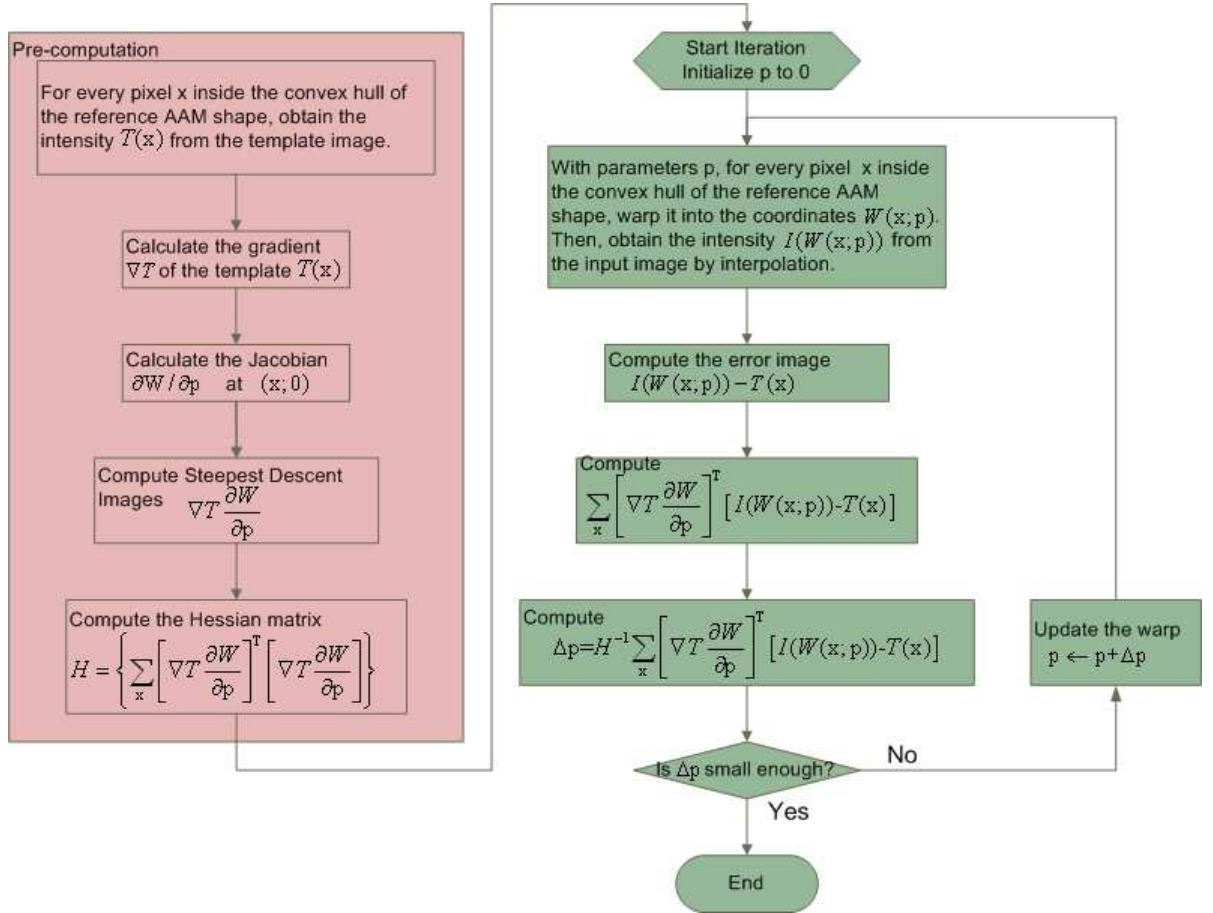 Pre-computation
For every pixel x inside the convex hull of
the reference AAM shape, obtain the
intensity T(x) from the template image.
Calculate the gradient
∇T of the template T(x)
Calculate the Jacobian
∂W/∂p at (x;0)
Compute Steepest Descent
Images ∇T ∂W/∂p
Compute the Hessian matrix
H = { ∑x [∇T ∂W/∂p]^T [∇T ∂W/∂p] }
Start Iteration
Initialize p to 0
With parameters p, for every pixel x inside
the convex hull of the reference AAM
shape, warp it into the coordinates W(x;p).
Then, obtain the intensity I(W(x;p)) from
the input image by interpolation.
Compute the error image
I(W(x;p))−T(x)
Compute
∑x [∇T ∂W/∂p]^T [I(W(x;p))-T(x)]
Compute
Δp=H^−1 ∑x [∇T ∂W/∂p]^T [I(W(x;p))-T(x)]
Is Δp small enough?
No
Yes
Update the warp
p ← p+Δp
End